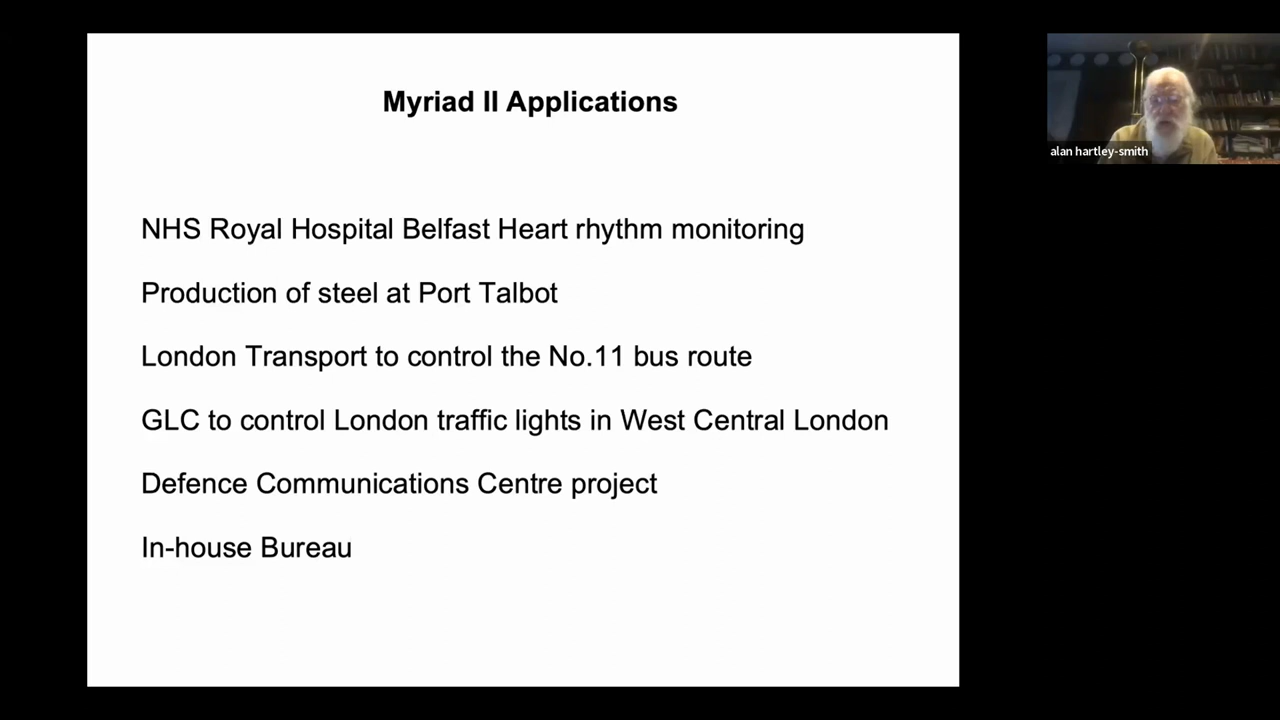 Myriad II Applications
NHS Royal Hospital Belfast Heart rhythm monitoring
Production of steel at Port Talbot
London Transport to control the No.11 bus route
GLC to control London traffic lights in West Central London
Defence Communications Centre project
In-house Bureau
alan hartley-smith